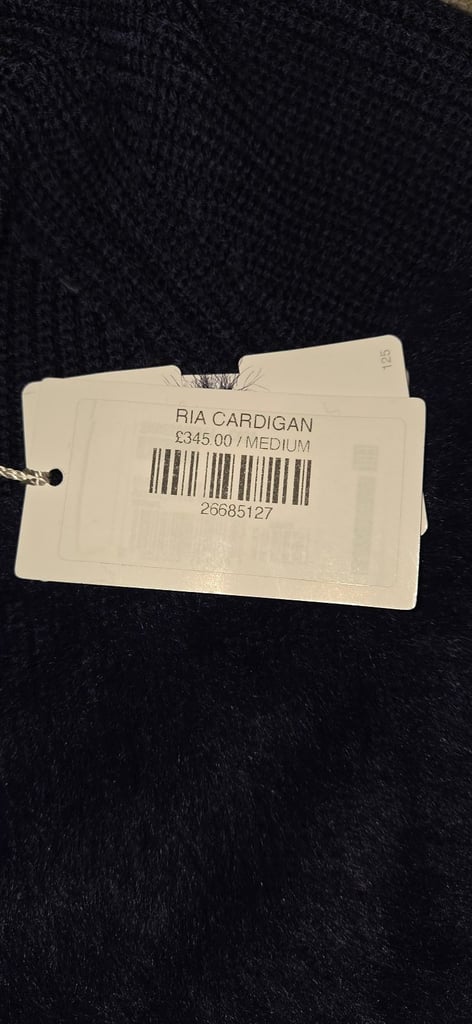 125
RIA CARDIGAN
£345.00 / MEDIUM
26685127